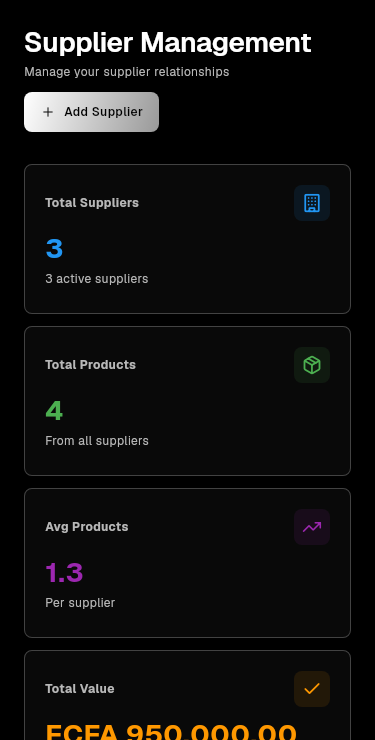 Supplier Management
Manage your supplier relationships
Add Supplier
Total Suppliers
3
3 active suppliers
Total Products
4
From all suppliers
Avg Products
1.3
Per supplier
Total Value
FCFA 950,000.00